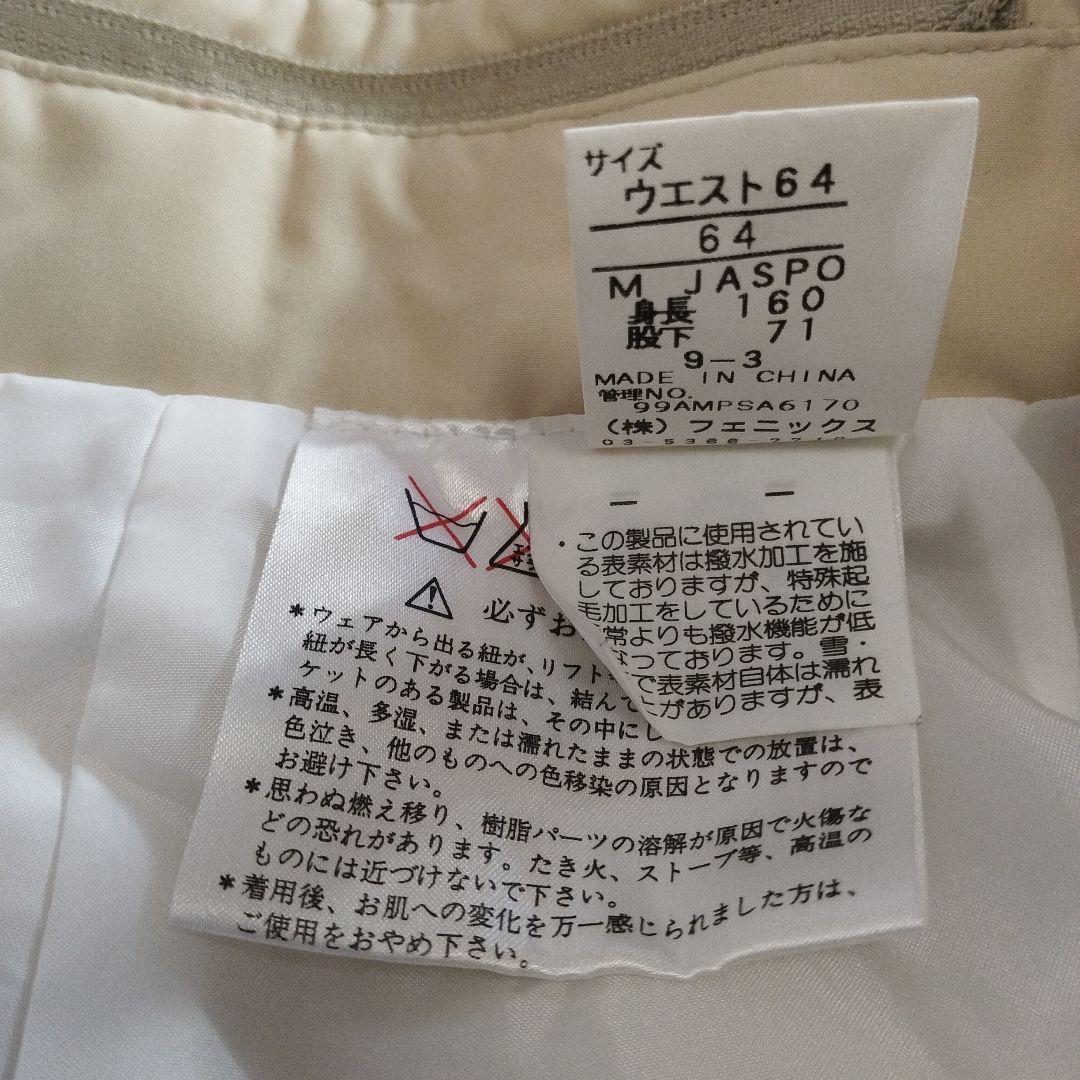 サイズ
ウエスト64
64
M JASPO
身長 160
股下 71
9-3
MADE IN CHINA
管理NO.
99AMPSA6170
(株) フェニックス
・この製品に使用されてい
る表素材は撥水加工を施
しておりますが、特殊起
毛加工をしているために
常よりも撥水機能が低
なっております。雪・
で表素材自体は濡れ
がありますが、表
必ずお
*ウェアから出る紐が、リフト
紐が長く下がる場合は、結んで
ケットのある製品は、その中にし
*高温、多湿、または濡れたままの状態での放置は、
色泣き、他のものへの色移染の原因となりますので
お避け下さい。
*思わぬ燃え移り、樹脂パーツの溶解が原因で火傷な
どの恐れがあります。たき火、ストーブ等、高温の
ものには近づけないで下さい。
*着用後、お肌への変化を万一感じられました方は、
ご使用をおやめ下さい。